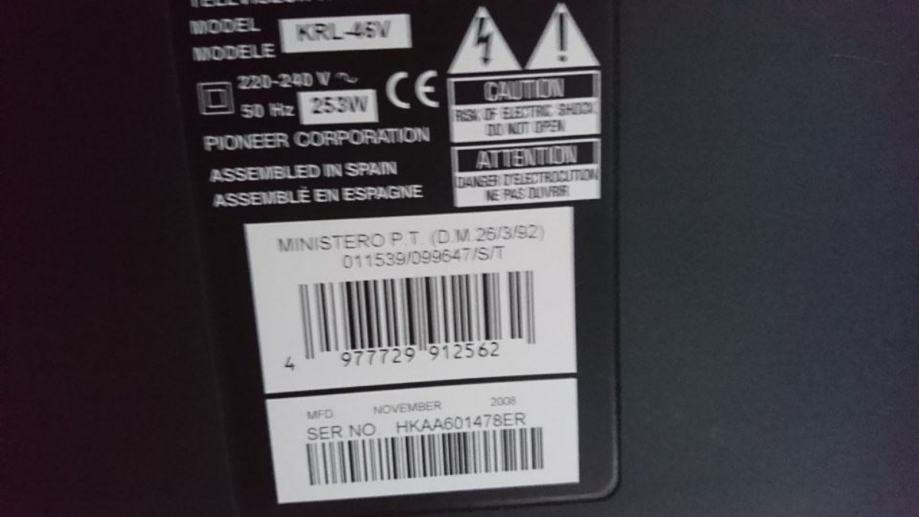 MODEL
MODELE
KRL-46V
220-240 V ~
50 Hz 253W
CE
PIONEER CORPORATION
ASSEMBLED IN SPAIN
ASSEMBLÉ EN ESPAGNE
CAUTION
RISK OF ELECTRIC SHOCK
DO NOT OPEN
ATTENTION
DANGER D'ELECTROCUTION
NE PAS OUVRIR
MINISTERO P.T. (D.M.26/3/92)
011539/099647/S/T
4 977729 912562
MFD NOVEMBER 2008
SER.NO. HKAA601478ER